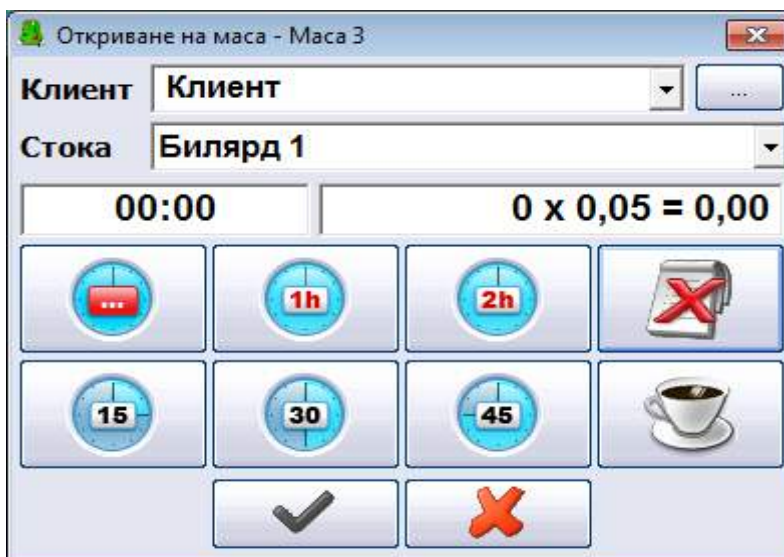 Откриване на маса - Маса 3
Клиент Клиент ...
Стока Билярд 1
00:00 0 x 0,05 = 0,00
... 1h 2h
15 30 45